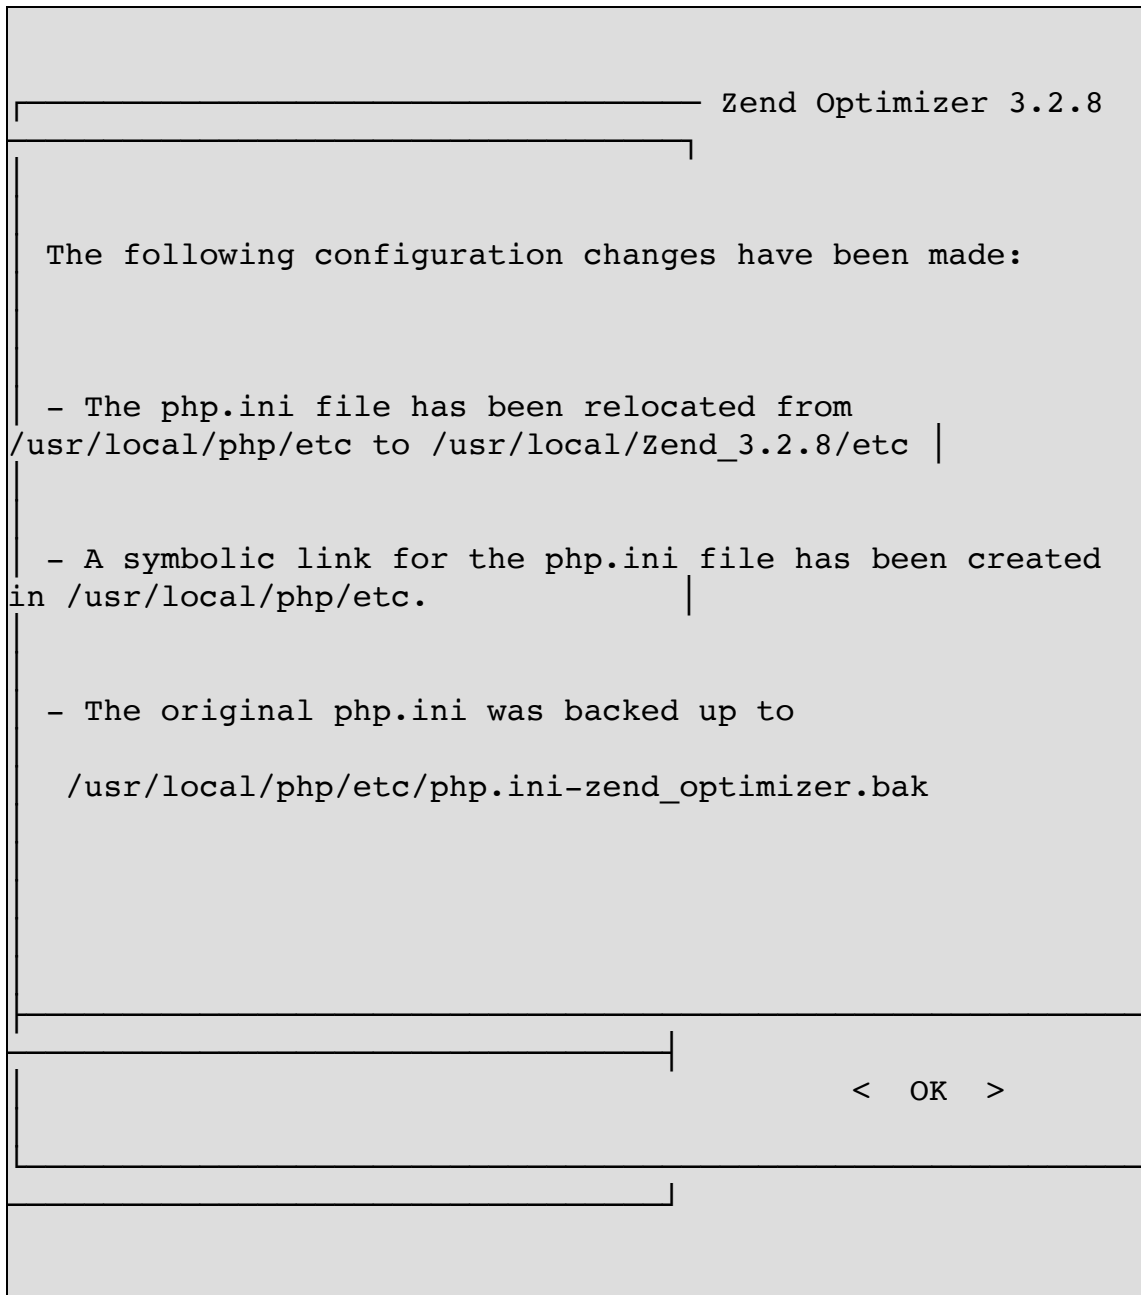 Zend Optimizer 3.2.8
The following configuration changes have been made:
- The php.ini file has been relocated from
/usr/local/php/etc to /usr/local/Zend_3.2.8/etc
- A symbolic link for the php.ini file has been created
in /usr/local/php/etc.
- The original php.ini was backed up to
/usr/local/php/etc/php.ini-zend_optimizer.bak
< OK >